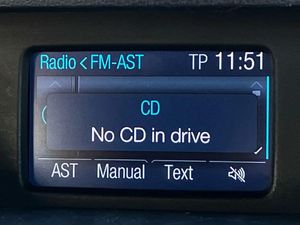 Radio < FM-AST TP 11:51
CD
No CD in drive
AST Manual Text